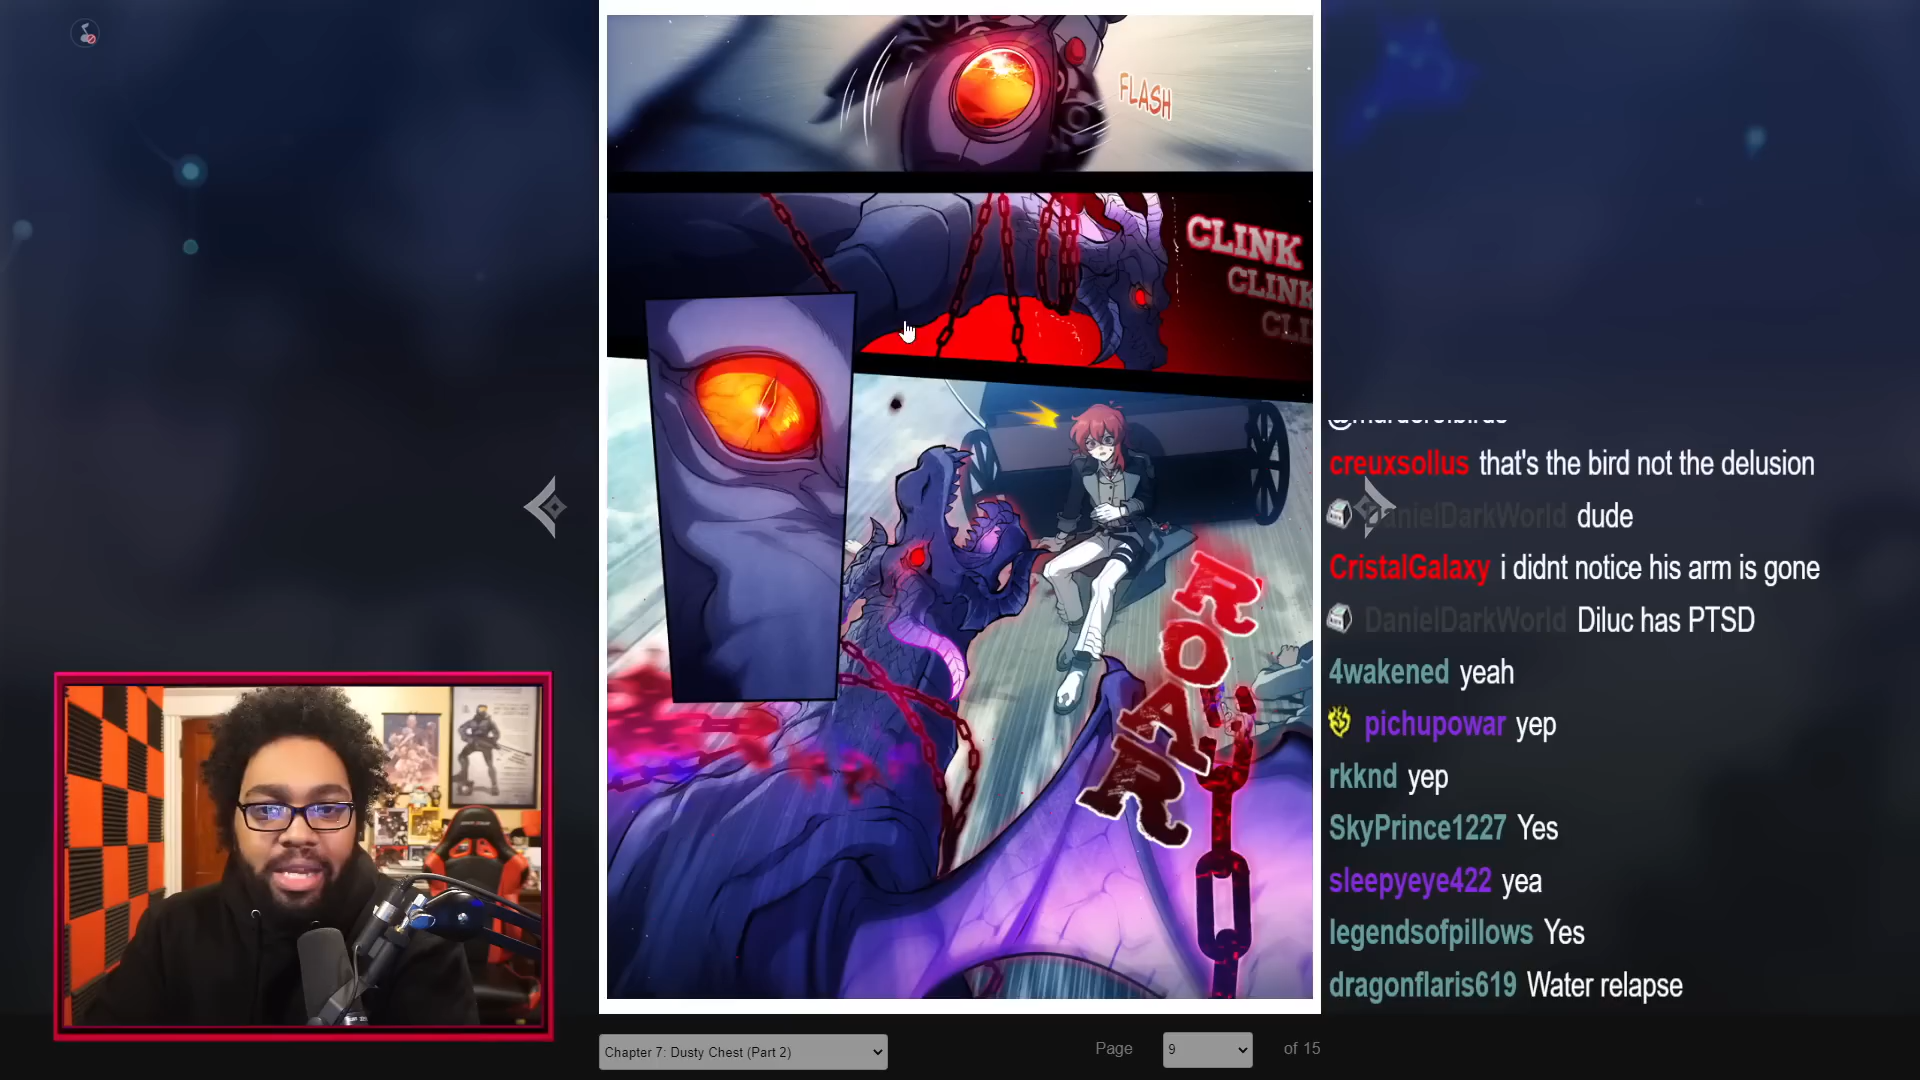 FLASH
CLINK
CLINK
ROAR
creuxsollus that's the bird not the delusion
DanielDarkWorld dude
CristalGalaxy i didnt notice his arm is gone
DanielDarkWorld Diluc has PTSD
4wakened yeah
pichupowar yep
rkknd yep
SkyPrince1227 Yes
sleepyeye422 yea
legendsofpillows Yes
dragonflaris619 Water relapse
Chapter 7: Dusty Chest (Part 2)
Page 9 of 15